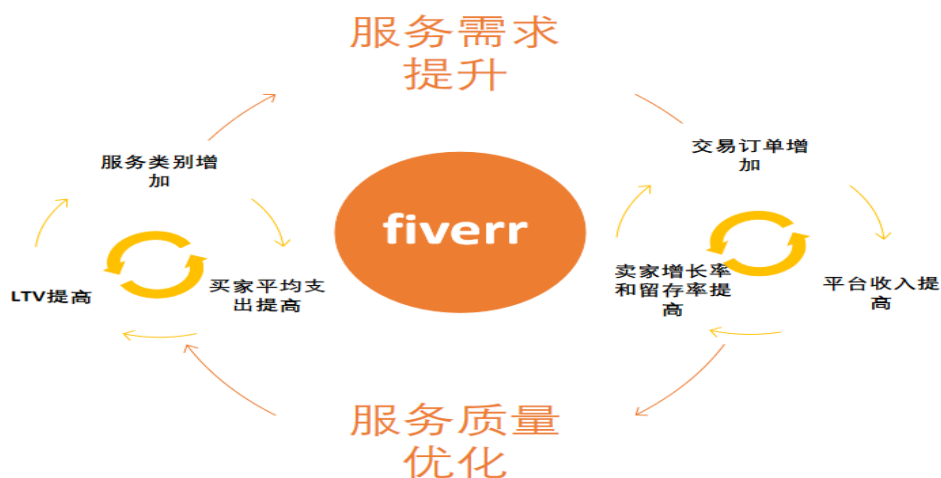 服务需求
提升
服务类别增
加
交易订单增
加
fiverr
LTV提高
买家平均支
出提高
卖家增长率
和留存率提
高
平台收入提
高
服务质量
优化